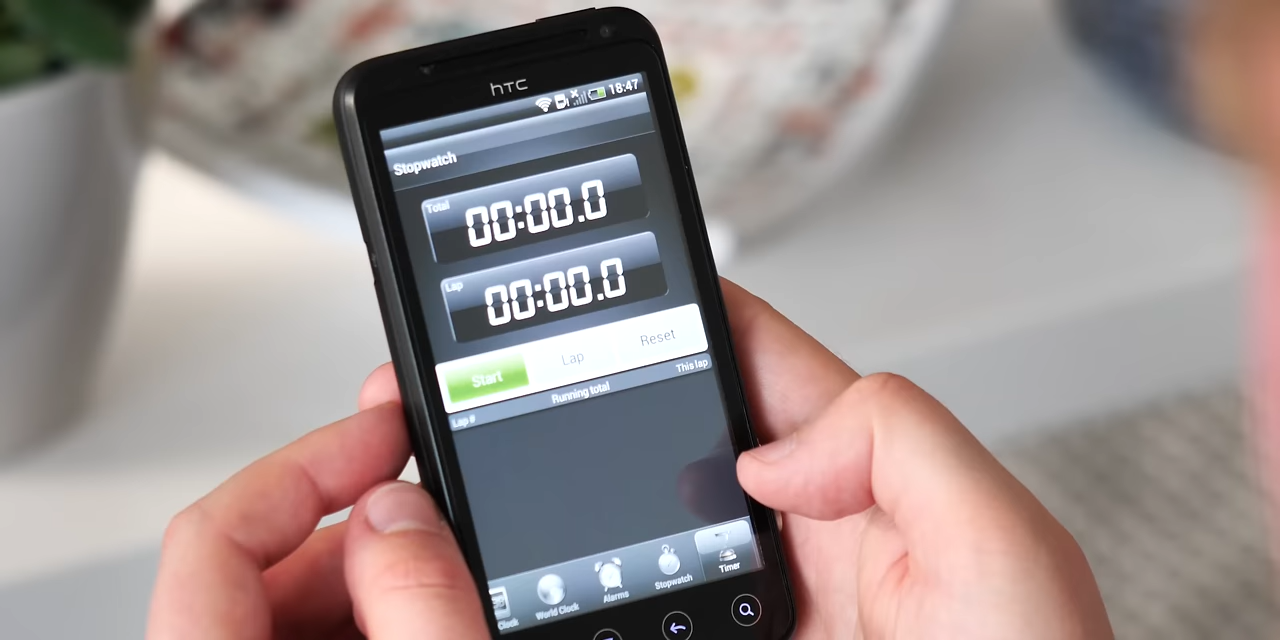 hTC
18:47
Stopwatch
Total
00:00.0
Lap
00:00.0
Start Lap Reset
Lap # Running total This lap
Clock World Clock Alarms Stopwatch Timer